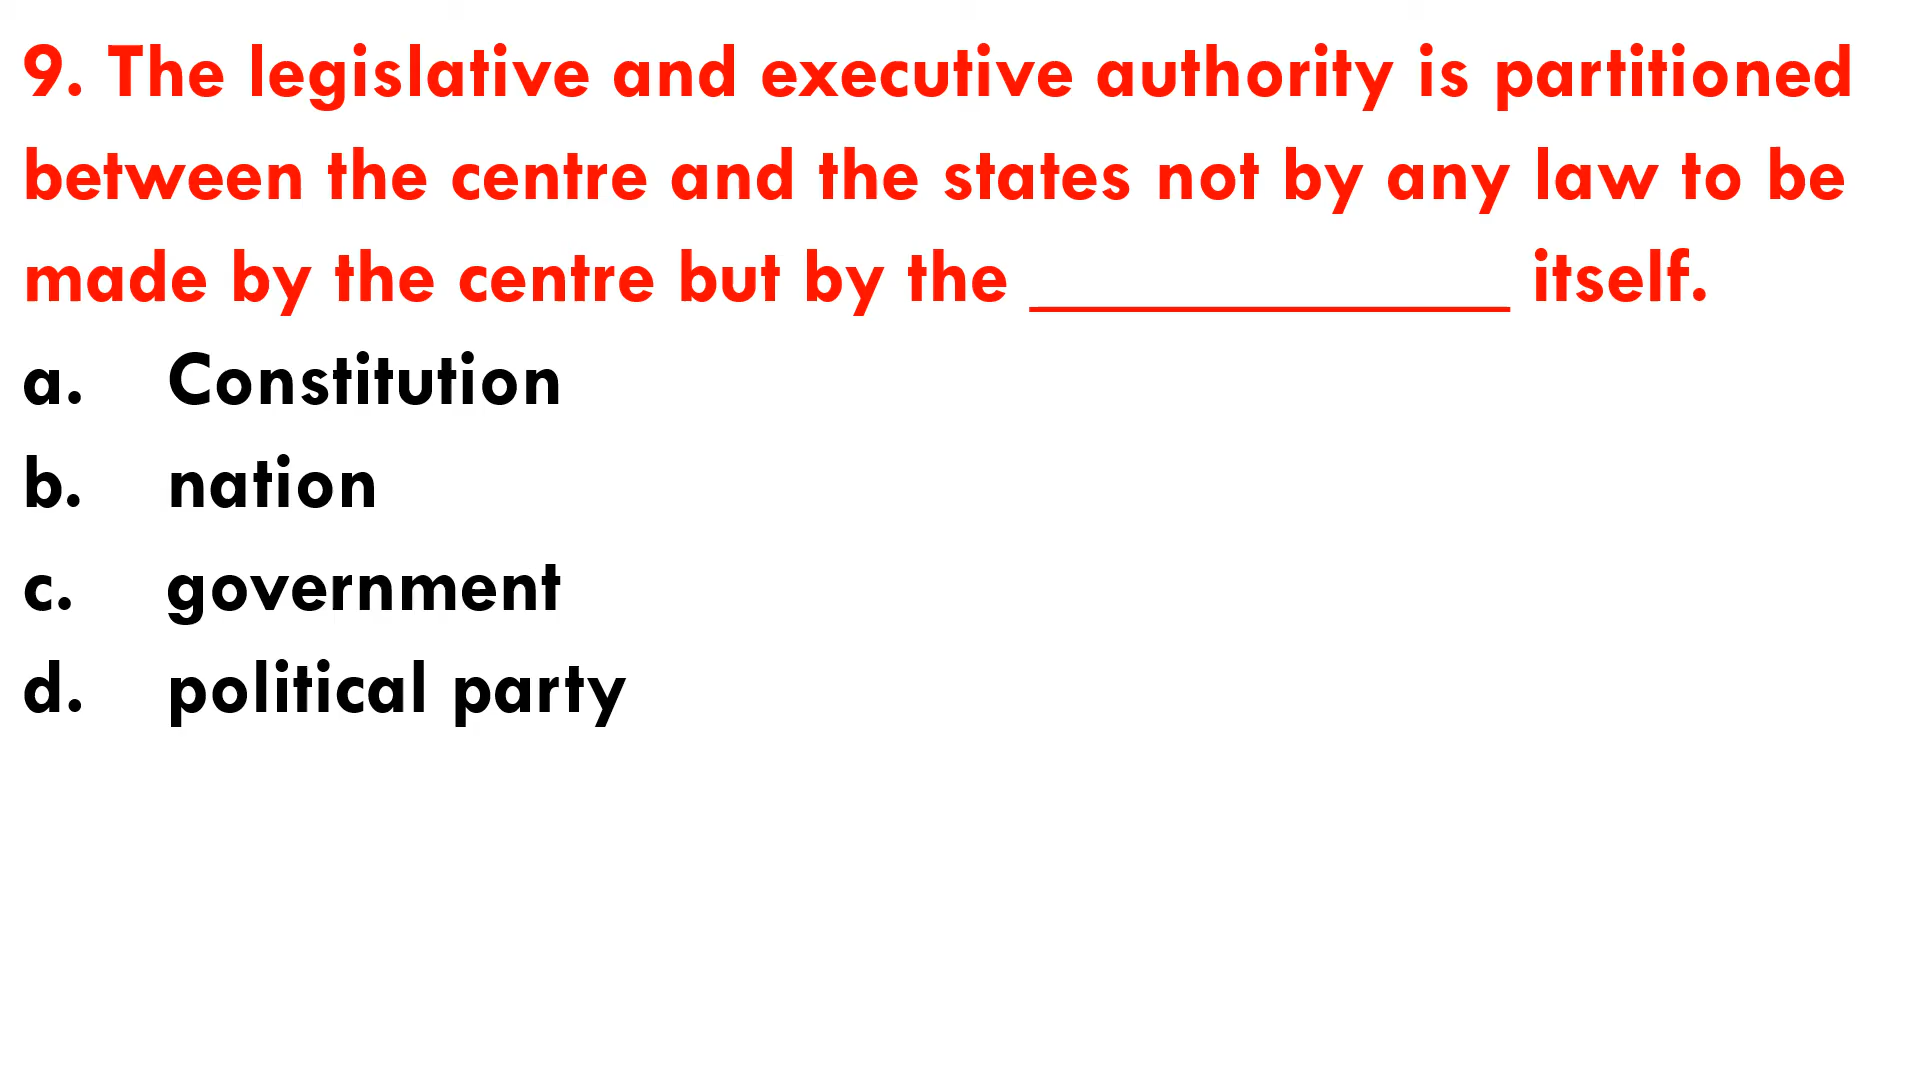 9. The legislative and executive authority is partitioned
between the centre and the states not by any law to be
made by the centre but by the _______________ itself.
a. Constitution
b. nation
c. government
d. political party